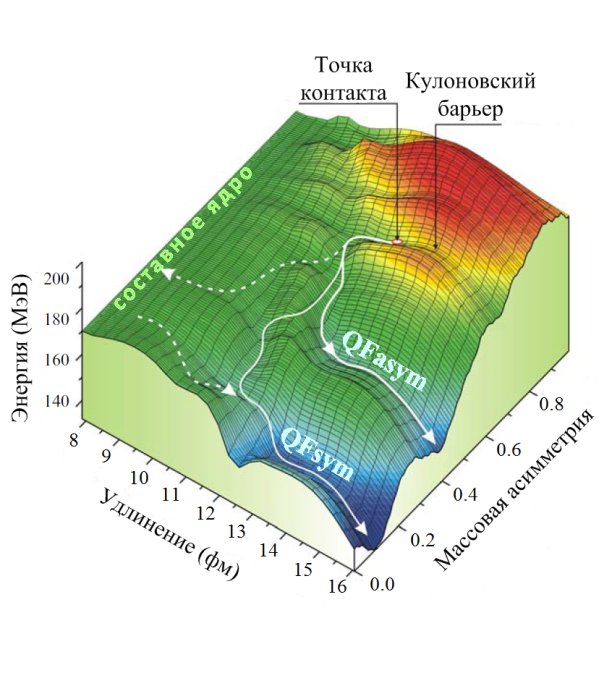 Точка
контакта
Кулоновский
барьер
составное ядро
Энергия (МэВ)
200
180
160
140
QFasym
QFsym
8
9
10
11
12
13
14
15
16
Удлинение (фм)
0.0
0.2
0.4
0.6
0.8
Массовая асимметрия